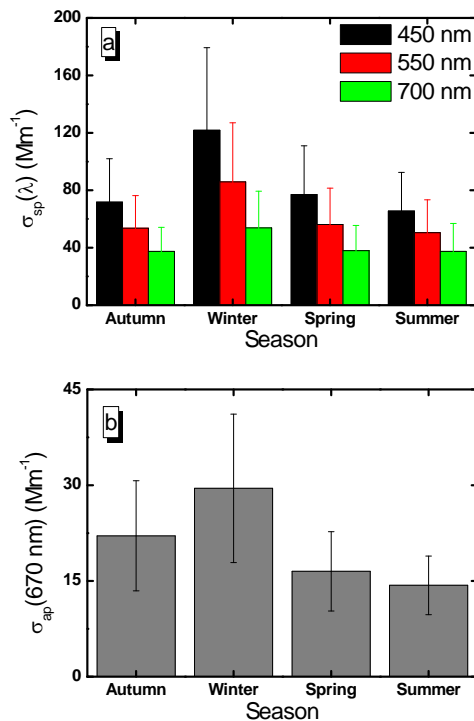 200
a
450 nm
550 nm
700 nm
160
120
80
40
0
σsp(λ) (Mm-1)
Autumn Winter Spring Summer
Season
45
b
30
15
0
σap(670 nm) (Mm-1)
Autumn Winter Spring Summer
Season